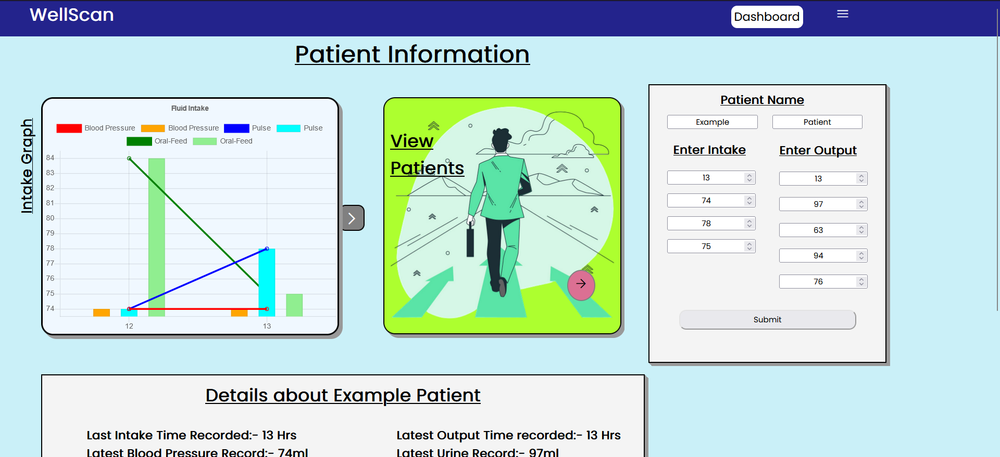 WellScan
Dashboard
Patient Information
Intake Graph
Fluid Intake
Blood Pressure
Blood Pressure
Pulse
Pulse
Oral-Feed
Oral-Feed
84
83
82
81
80
79
78
77
76
75
74
12
13
View
Patients
Patient Name
Example
Patient
Enter Intake
13
74
78
75
Enter Output
13
97
63
94
76
Submit
Details about Example Patient
Last Intake Time Recorded:- 13 Hrs
Latest Blood Pressure Record:- 74ml
Latest Output Time recorded:- 13 Hrs
Latest Urine Record:- 97ml